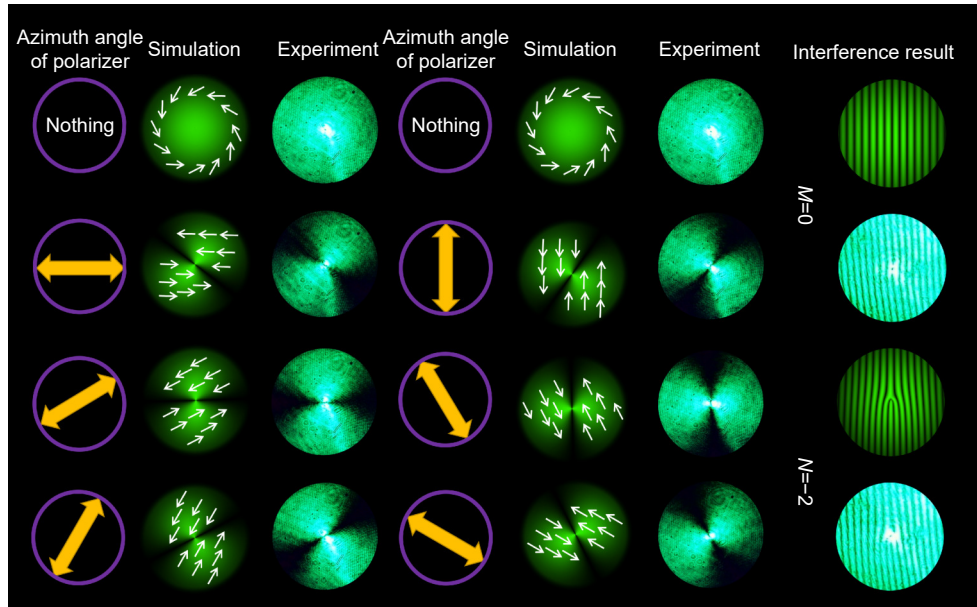 Azimuth angle
of polarizer
Simulation
Experiment
Azimuth angle
of polarizer
Simulation
Experiment
Interference result
Nothing
Nothing
M=0
N=−2